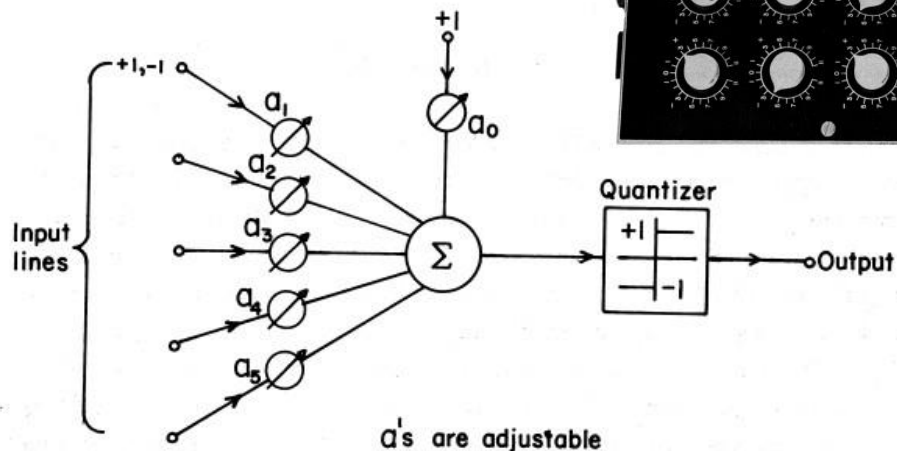 +1
+1,-1
a₁
a₀
a₂
Quantizer
a₃
Input
lines
Σ
+1
-1
Output
a₄
a₅
a's are adjustable